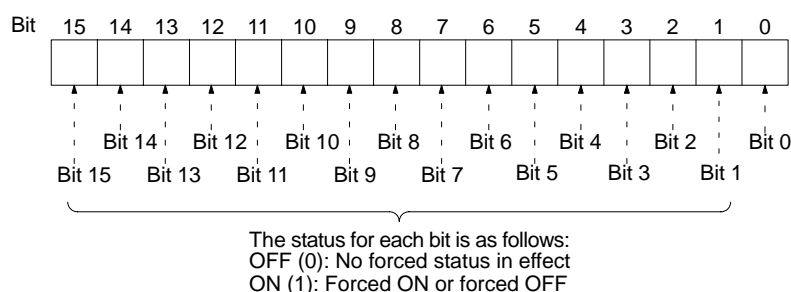 Bit 15 14 13 12 11 10 9 8 7 6 5 4 3 2 1 0
Bit 14 Bit 12 Bit 10 Bit 8 Bit 6 Bit 4 Bit 2 Bit 0
Bit 15 Bit 13 Bit 11 Bit 9 Bit 7 Bit 5 Bit 3 Bit 1
The status for each bit is as follows:
OFF (0): No forced status in effect
ON (1): Forced ON or forced OFF